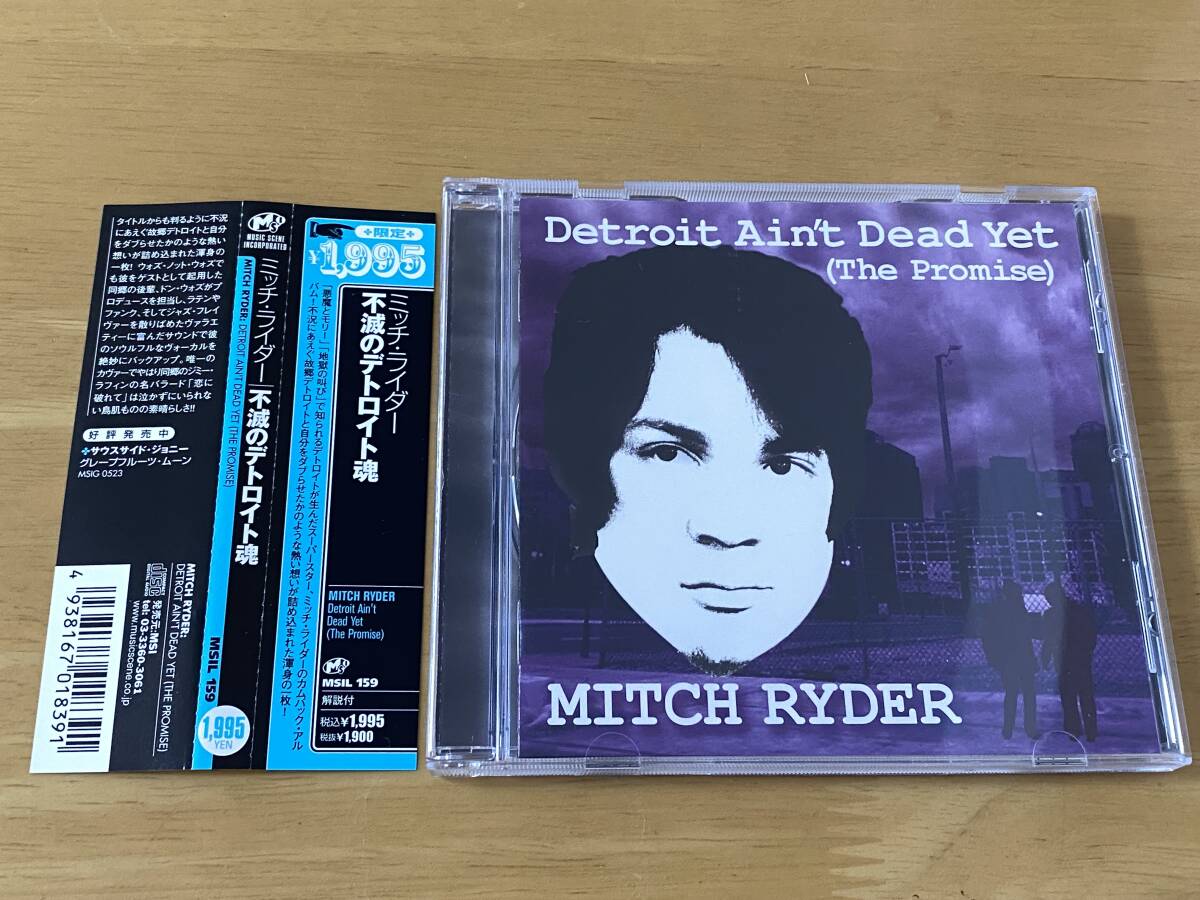 タイトルからも判るように不況
にあえぐ故郷デトロイトと自分
をダブらせたかのような熱い
想いが詰め込まれた渾身の
一枚!ウォズ・ノット・ウォズで
も彼をゲストとして起用した
同郷の後輩、ドン・ウォズがプ
ロデュースを担当し、ラテンや
ファンク、そしてジャズ・フレイ
ヴァーを散りばめたヴァラエ
ティーに富んだサウンドで彼
のソウルフルなヴォーカルを
絶妙にバックアップ。唯一の
カヴァーでやはり同郷のジミー・
ラフィンの名バラード「恋に
破れて」は泣かずにいられな
い鳥肌ものの素晴らしさ!!
好評発売中
サウスサイド・ジョニー
グレープフルーツ・ムーン
MSIG 0523
4 938167 018391
MITCH RYDER:
DETROIT AIN'T DEAD YET (THE PROMISE)
COMPACT
disc
DIGITAL AUDIO
発売元:MSI
tel: 03-3360-3061
www.musicscene.co.jp
MUSIC SCENE
INCORPORATED
ミッチ・ライダー│不滅のデトロイト魂
MITCH RYDER: DETROIT AIN'T DEAD YET (THE PROMISE)
MSIL 159
1,995
YEN
限定
¥1,995
ミッチ・ライダー
不滅のデトロイト魂
「悪魔とモリー」「地獄の叫び」で知られるデトロイトが生んだスーパースター、ミッチ・ライダーのカムバック・アル
バム!不況にあえぐ故郷デトロイトと自分をダブらせたかのような熱い想いが詰め込まれた渾身の一枚!
MITCH RYDER
Detroit Ain't
Dead Yet
(The Promise)
MSIL 159
解説付
税込¥1,995
税抜¥1,900
Detroit Ain't Dead Yet
(The Promise)
MITCH RYDER